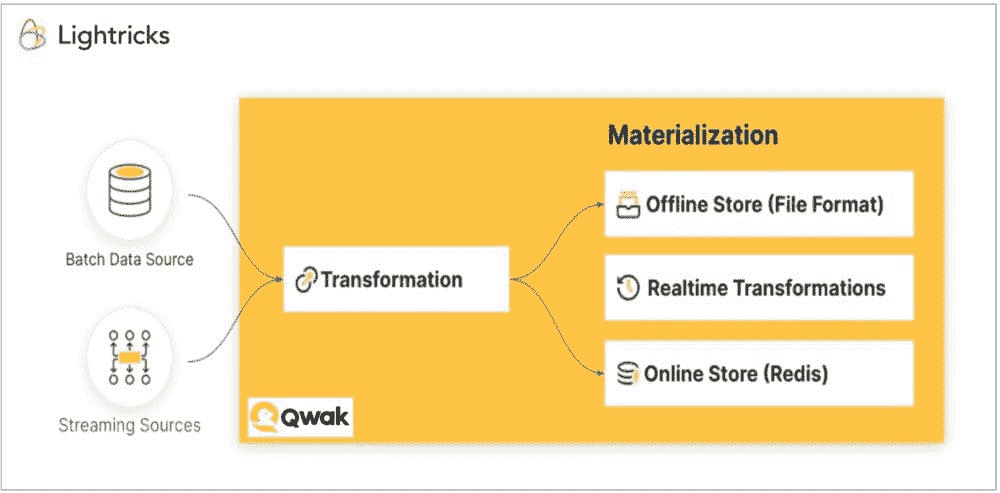 Lightricks
Materialization
Batch Data Source
Streaming Sources
Transformation
Offline Store (File Format)
Realtime Transformations
Online Store (Redis)
Qwak